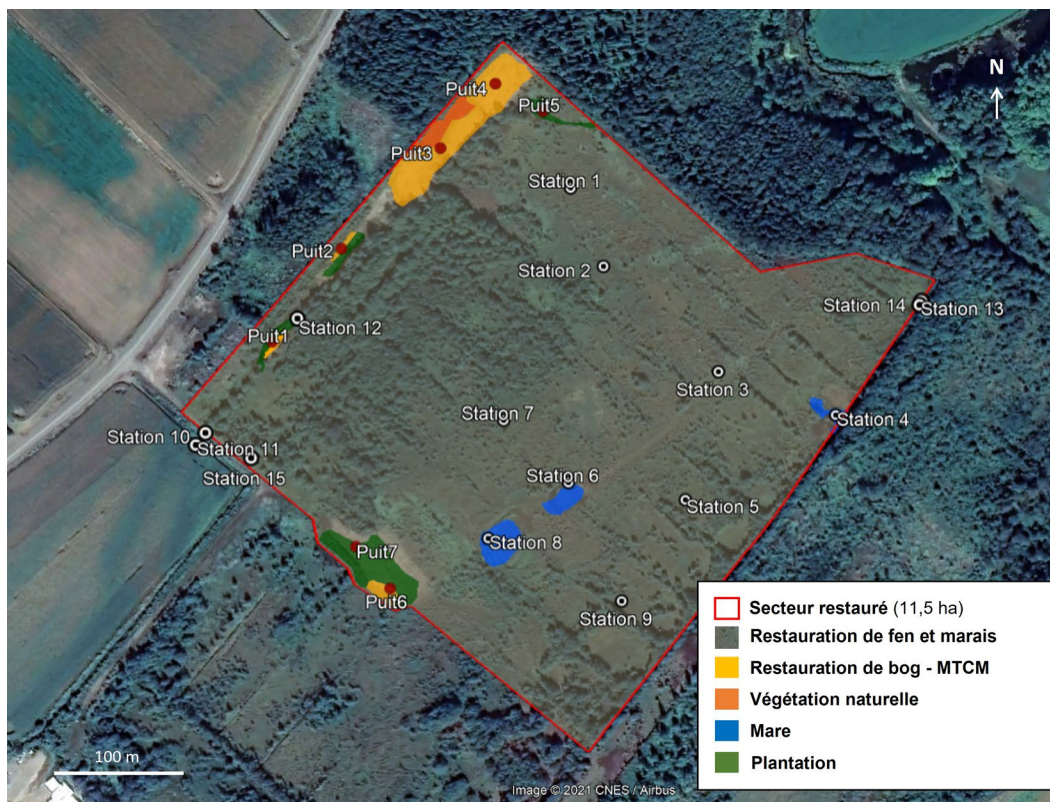 N
Puit4
Puit5
Puit3
Station 1
Puit2
Station 2
Station 14
Station 13
Station 12
Puit1
Station 3
Station 7
Station 4
Station 10
Station 11
Station 15
Station 6
Station 5
Station 8
Puit7
Puit6
Station 9
Secteur restauré (11,5 ha)
Restauration de fen et marais
Restauration de bog - MTCM
Végétation naturelle
Mare
Plantation
100 m
Image © 2021 CNES / Airbus